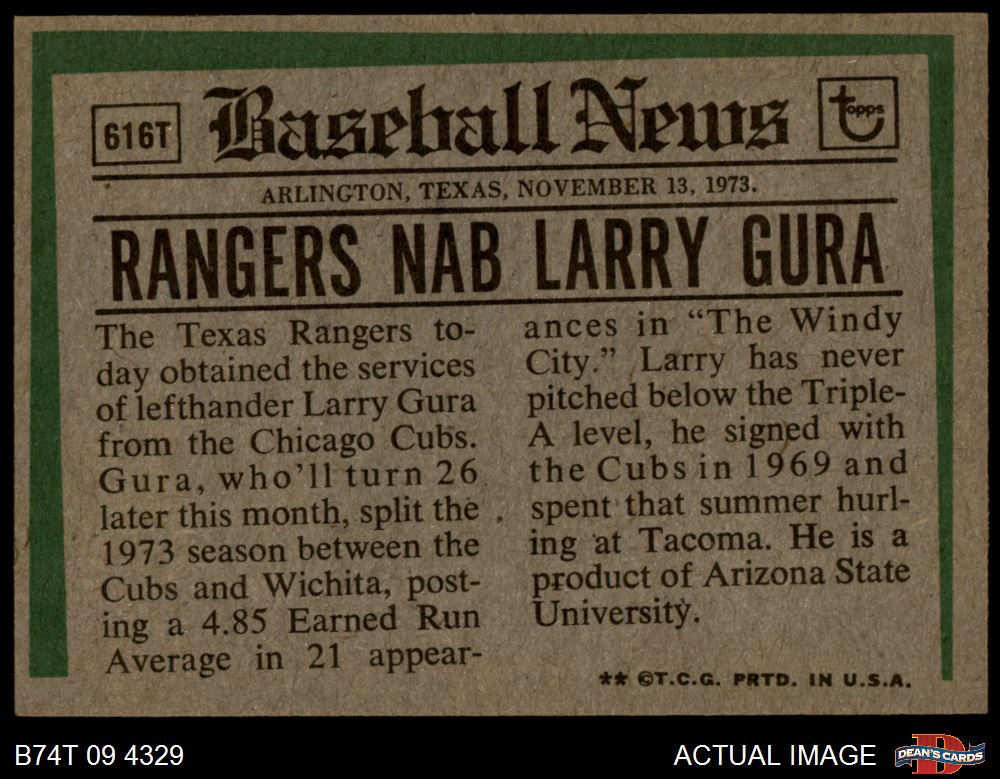 616T
Baseball News
topps
ARLINGTON, TEXAS, NOVEMBER 13, 1973.
RANGERS NAB LARRY GURA
The Texas Rangers to-
day obtained the services
of lefthander Larry Gura
from the Chicago Cubs.
Gura, who'll turn 26
later this month, split the
1973 season between the
Cubs and Wichita, post-
ing a 4.85 Earned Run
Average in 21 appear-
ances in “The Windy
City.” Larry has never
pitched below the Triple-
A level, he signed with
the Cubs in 1969 and
spent that summer hurl-
ing at Tacoma. He is a
product of Arizona State
University.
** ©T.C.G. PRTD. IN U.S.A.
B74T 09 4329
ACTUAL IMAGE
D
DEAN'S CARDS